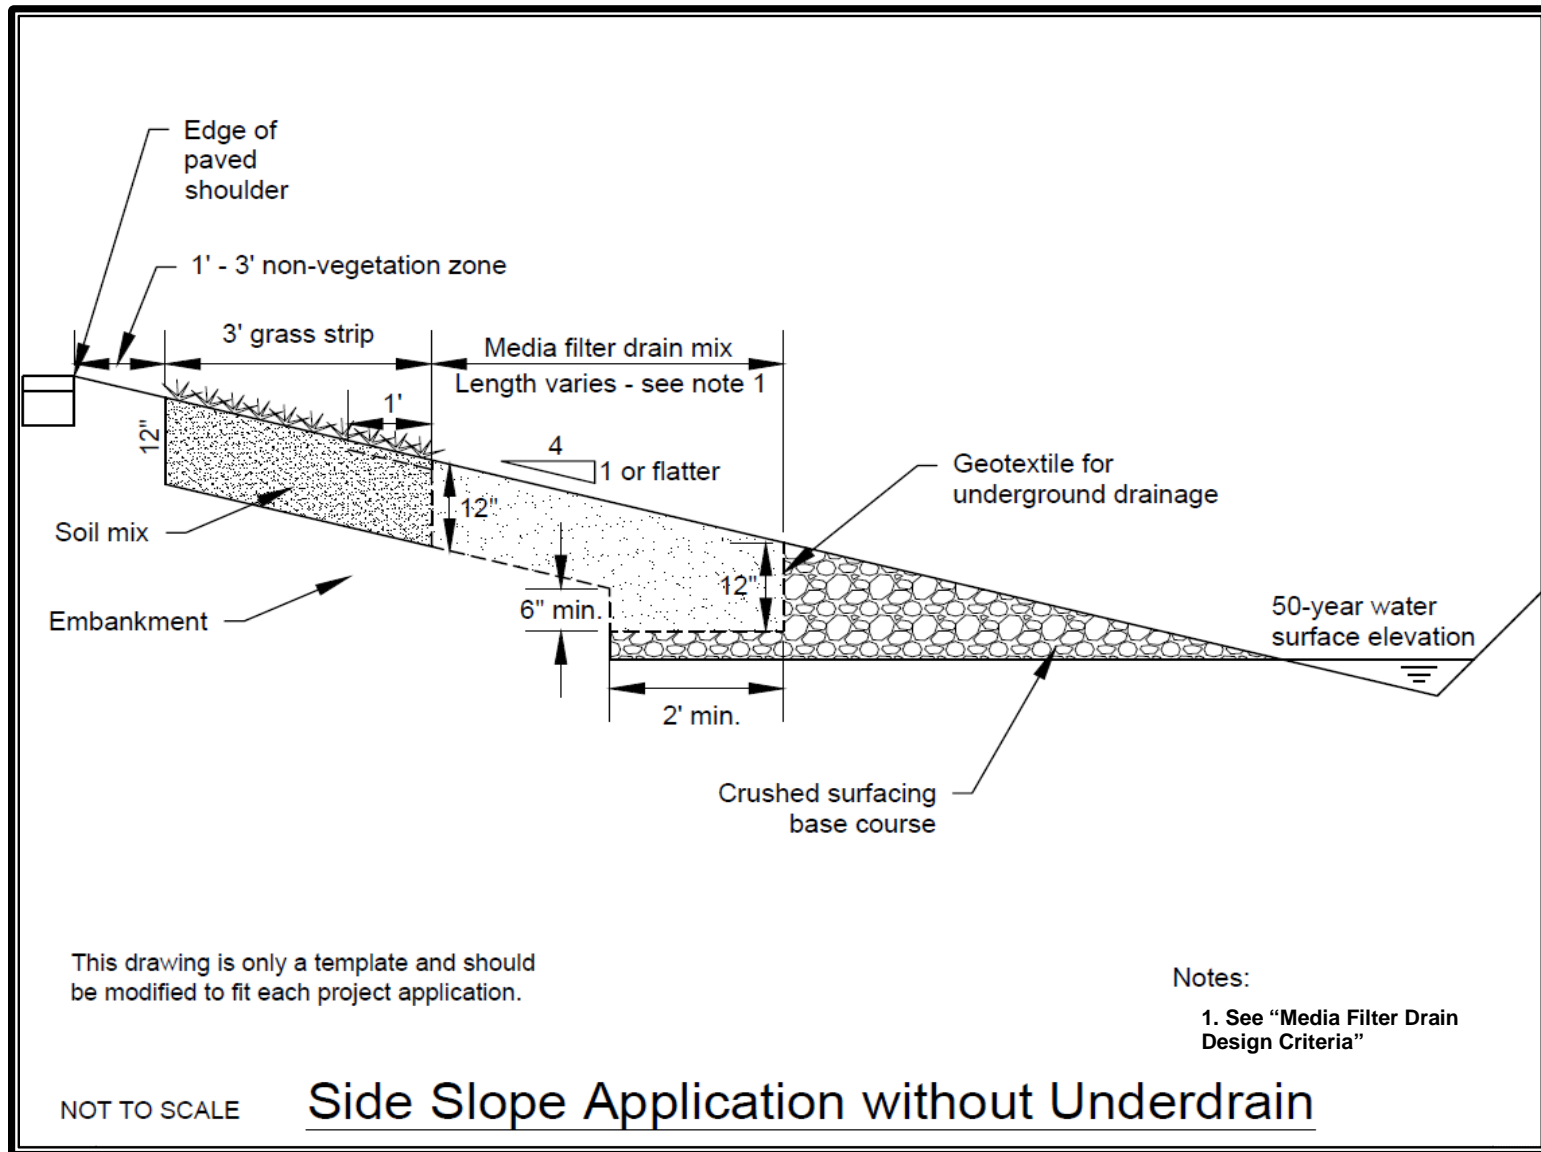 Edge of
paved
shoulder
1' - 3' non-vegetation zone
3' grass strip
Media filter drain mix
Length varies - see note 1
1'
12"
4
1 or flatter
Geotextile for
underground drainage
12"
Soil mix
12"
6" min.
Embankment
50-year water
surface elevation
2' min.
Crushed surfacing
base course
This drawing is only a template and should
be modified to fit each project application.
Notes:
1. See “Media Filter Drain
Design Criteria”
NOT TO SCALE
Side Slope Application without Underdrain